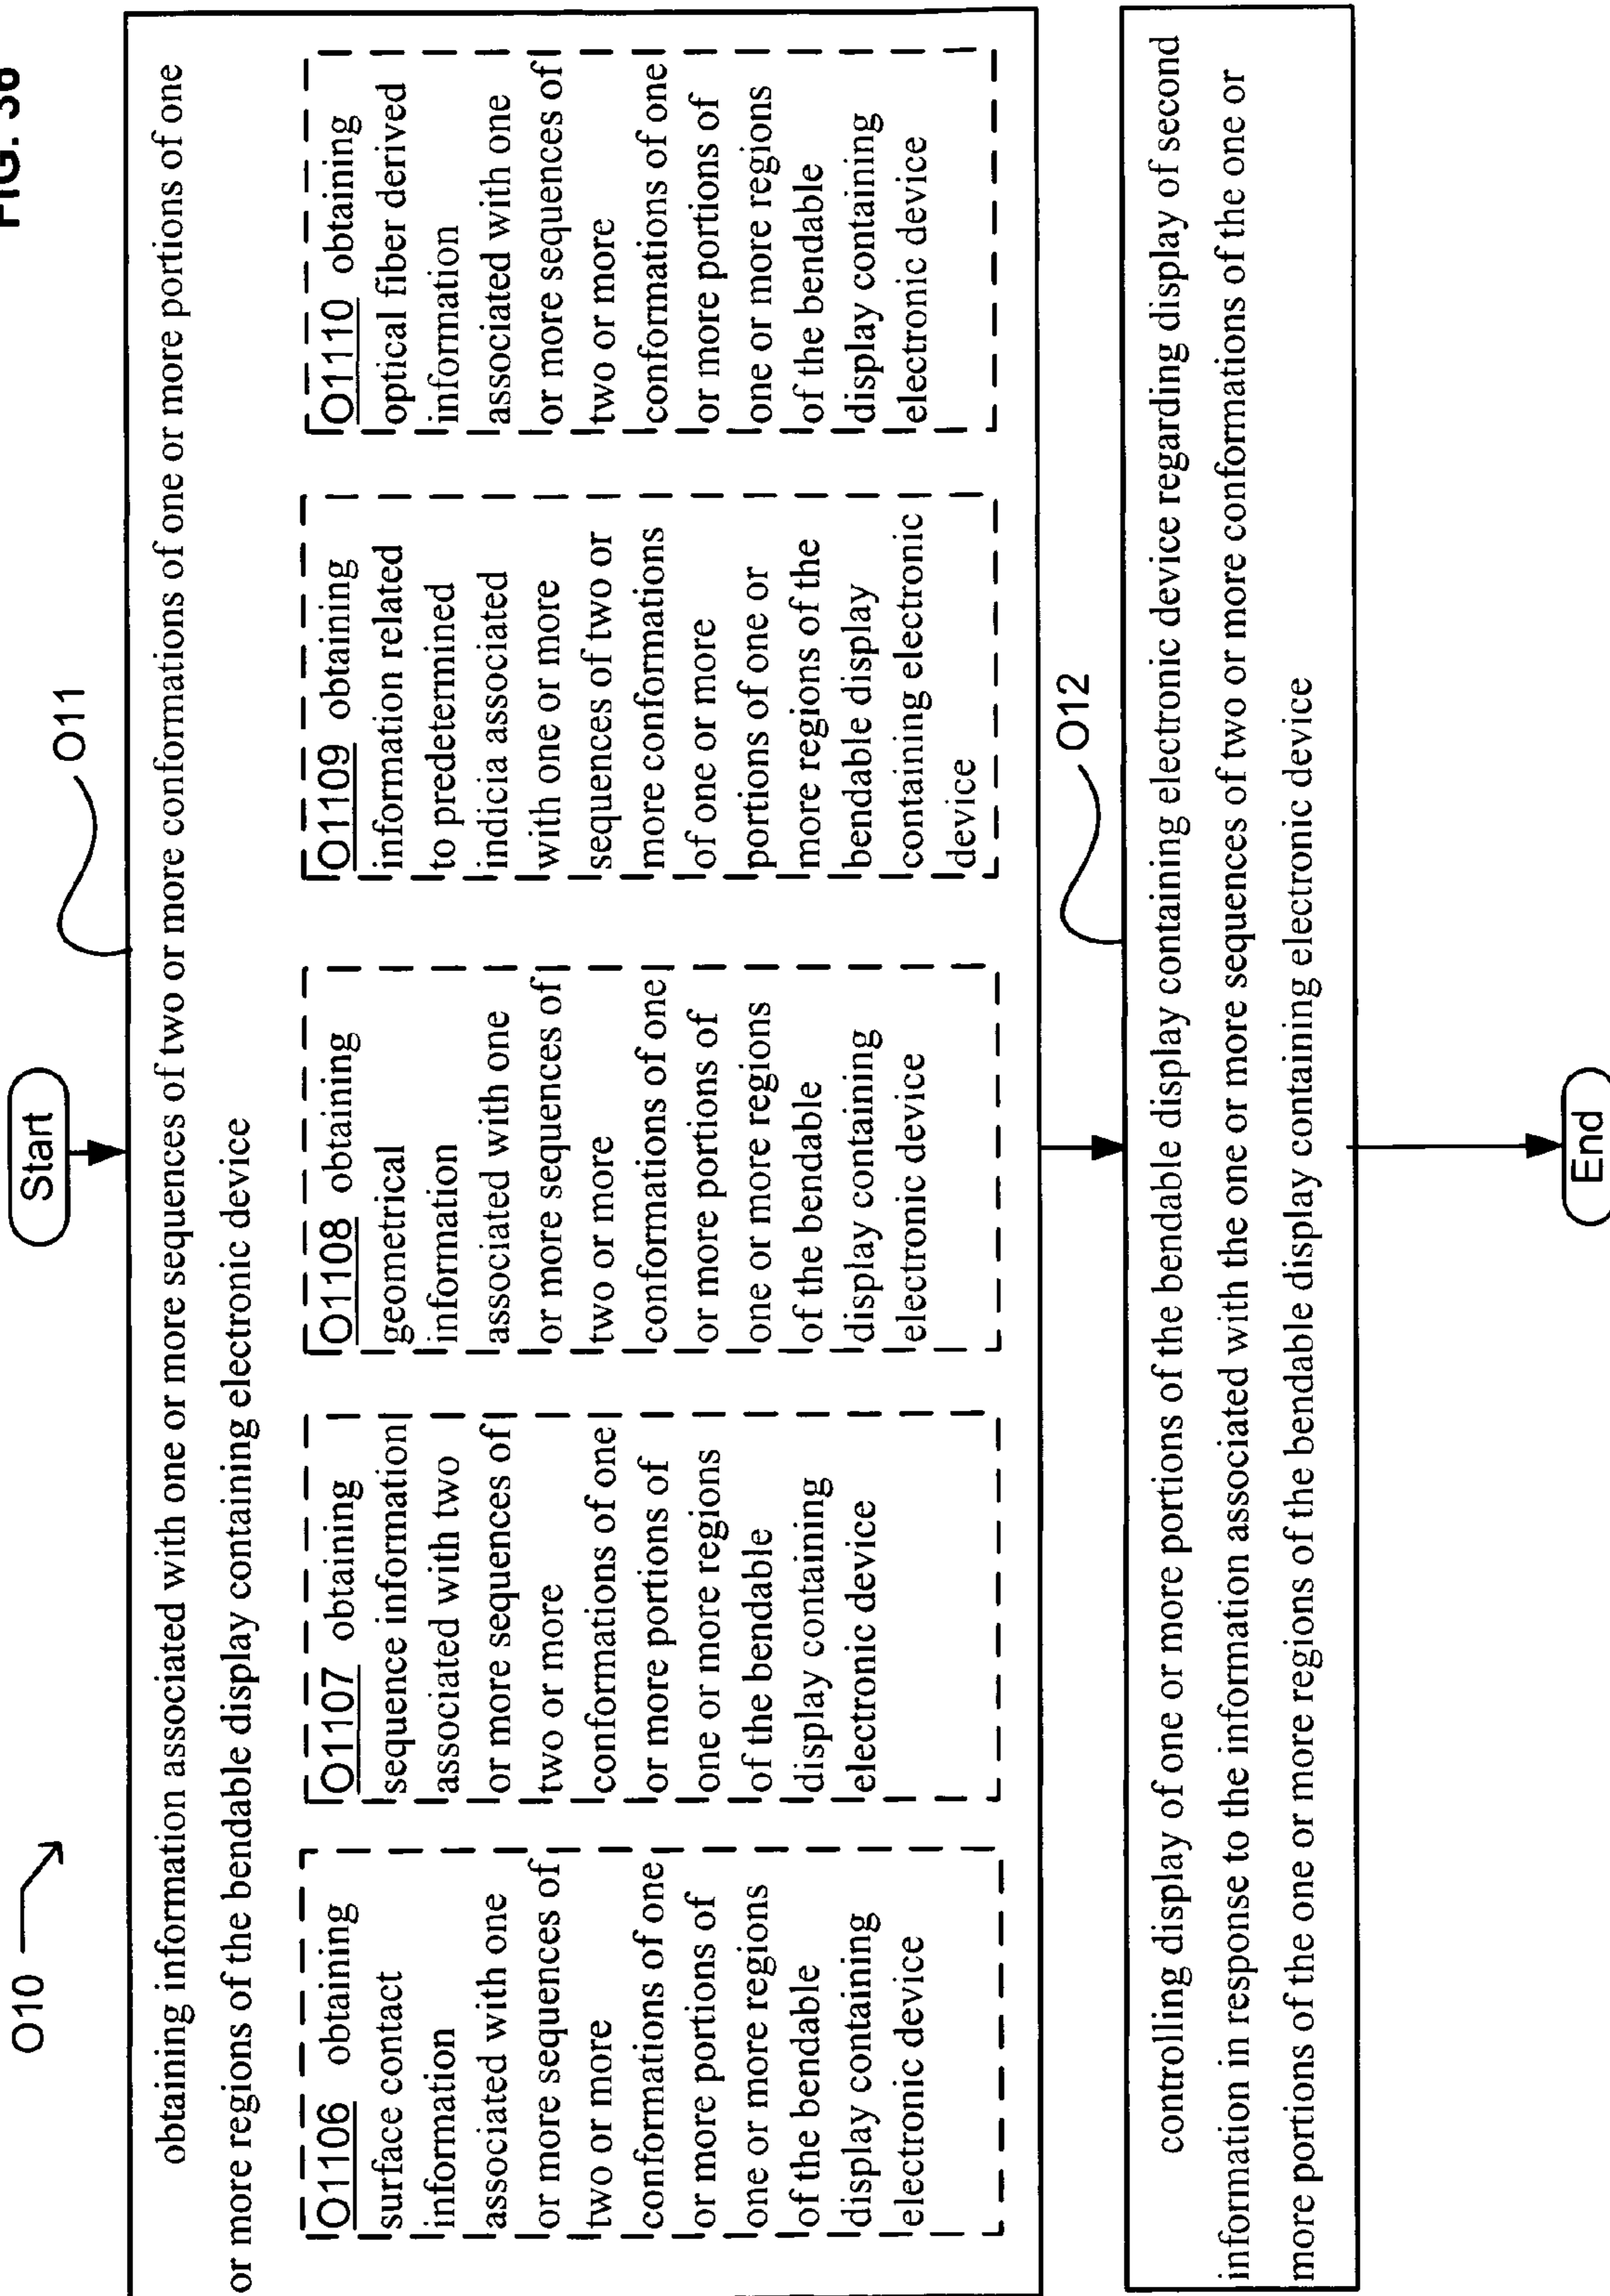 FIG. 36
O10
Start
O11
obtaining information associated with one or more sequences of two or more conformations of one or more portions of one
or more regions of the bendable display containing electronic device
O1106 obtaining
surface contact
information
associated with one
or more sequences of
two or more
conformations of one
or more portions of
one or more regions
of the bendable
display containing
electronic device
O1107 obtaining
sequence information
associated with two
or more sequences of
two or more
conformations of one
or more portions of
one or more regions
of the bendable
display containing
electronic device
O1108 obtaining
geometrical
information
associated with one
or more sequences of
two or more
conformations of one
or more portions of
one or more regions
of the bendable
display containing
electronic device
O1109 obtaining
information related
to predetermined
indicia associated
with one or more
sequences of two or
more conformations
of one or more
portions of one or
more regions of the
bendable display
containing electronic
device
O1110 obtaining
optical fiber derived
information
associated with one
or more sequences of
two or more
conformations of one
or more portions of
one or more regions
of the bendable
display containing
electronic device
O12
controlling display of one or more portions of the bendable display containing electronic device regarding display of second
information in response to the information associated with the one or more sequences of two or more conformations of the one or
more portions of the one or more regions of the bendable display containing electronic device
End